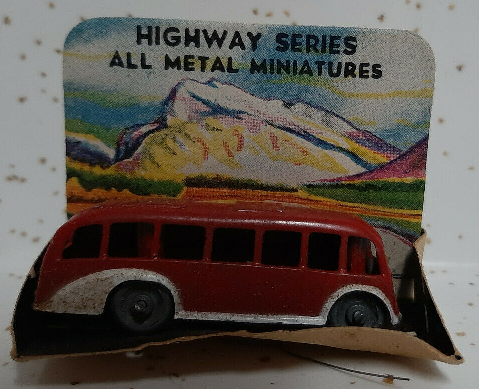 HIGHWAY SERIES
ALL METAL MINIATURES